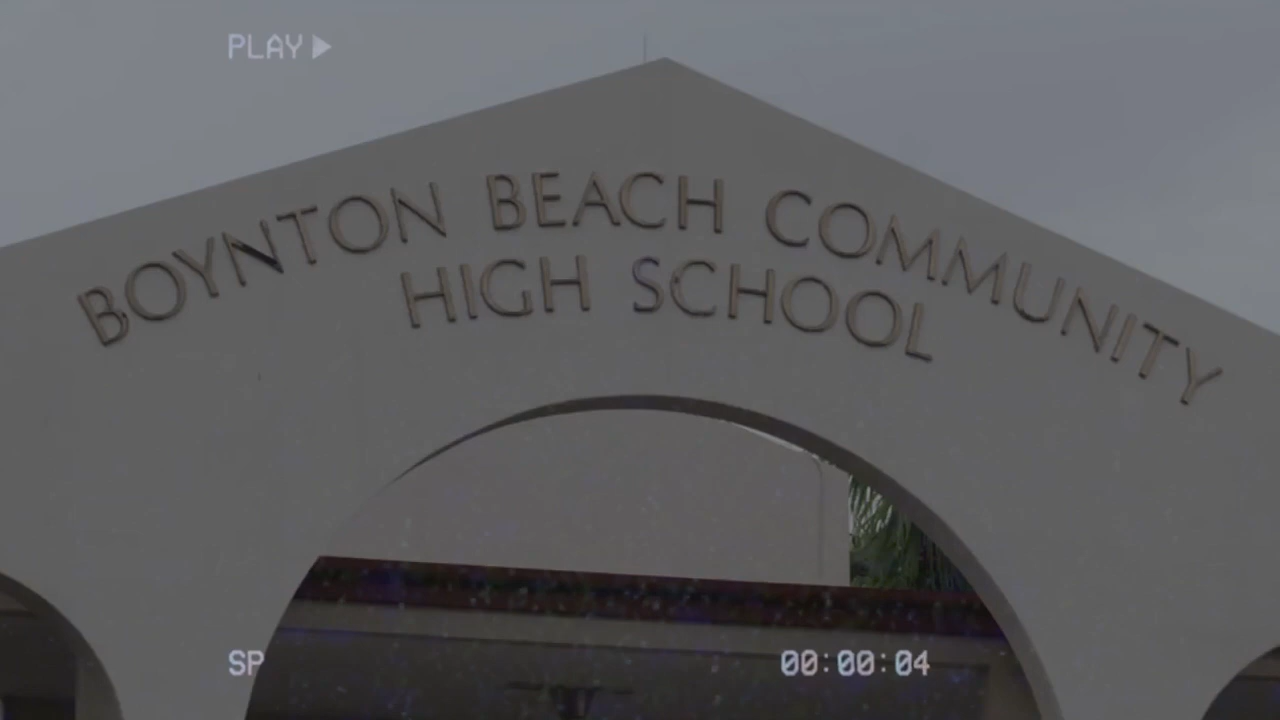 PLAY
BOYNTON BEACH COMMUNITY
HIGH SCHOOL
SP
00:00:04